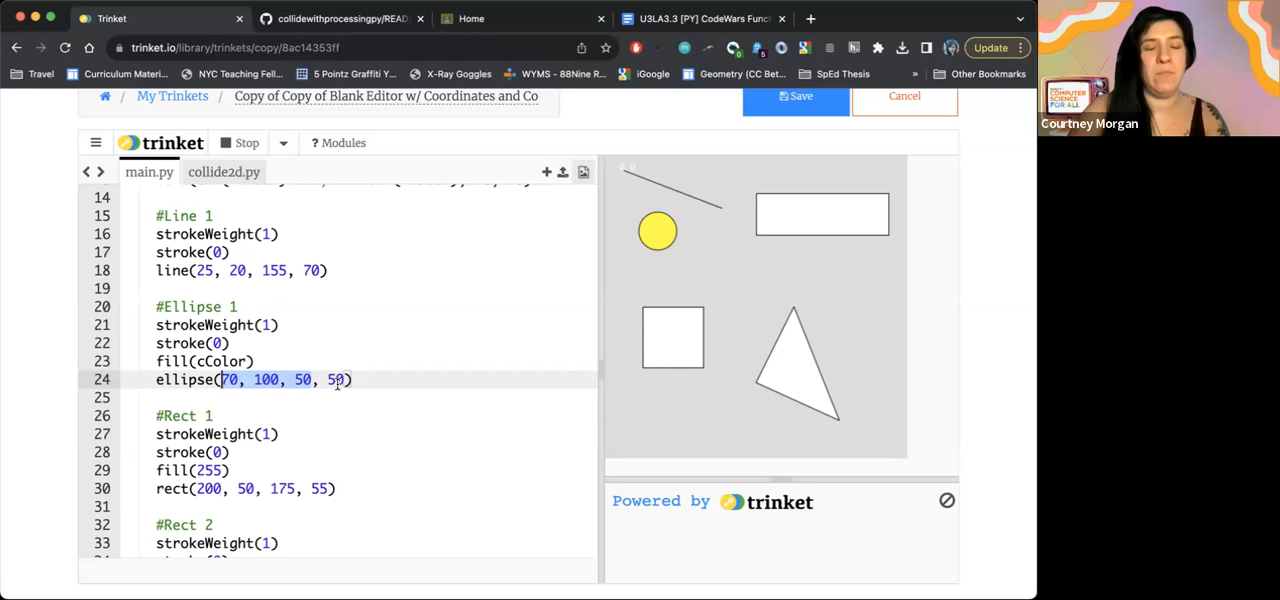 Trinket
collidewithprocessingpy/READ
Home
U3LA3.3 [PY] CodeWars Func
trinket.io/library/trinkets/copy/8ac14353ff
Update
Travel
Curriculum Materi...
NYC Teaching Fell...
5 Pointz Graffiti Y...
X-Ray Goggles
WYMS - 88Nine R...
iGoogle
Geometry (CC Bet...
SpEd Thesis
»
Other Bookmarks
COMPUTER
SCIENCE
FOR ALL
Courtney Morgan
/ My Trinkets / Copy of Copy of Blank Editor w/ Coordinates and Co
Save
Cancel
trinket
Stop
? Modules
main.py
collide2d.py
14
15 #Line 1
16 strokeWeight(1)
17 stroke(0)
18 line(25, 20, 155, 70)
19
20 #Ellipse 1
21 strokeWeight(1)
22 stroke(0)
23 fill(cColor)
24 ellipse(70, 100, 50, 50)
25
26 #Rect 1
27 strokeWeight(1)
28 stroke(0)
29 fill(255)
30 rect(200, 50, 175, 55)
31
32 #Rect 2
33 strokeWeight(1)
Powered by trinket